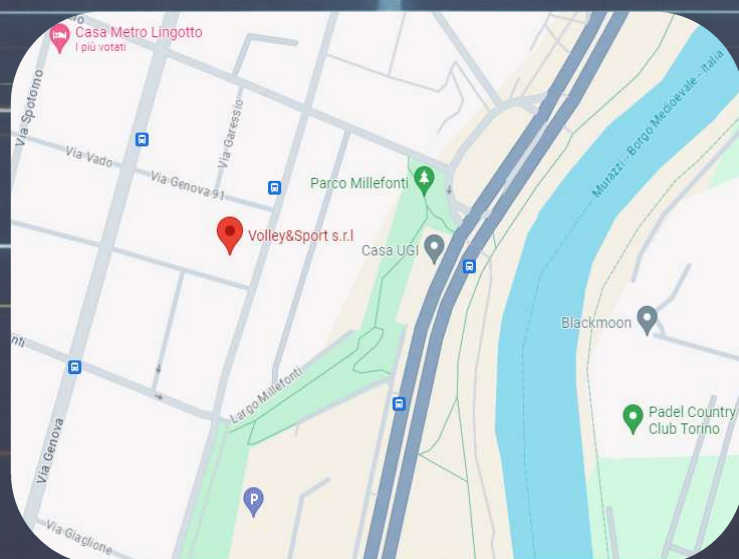 Casa Metro Lingotto
I più votati
Via Spotorno
Via Vado
Via Garessio
Via Genova 91
Parco Millefonti
Volley&Sport s.r.l
Casa UGI
Murazzi - Borgo Medioevale - Italia
Blackmoon
Largo Millefonti
Padel Country
Club Torino
Via Genova
P
Via Giaglione